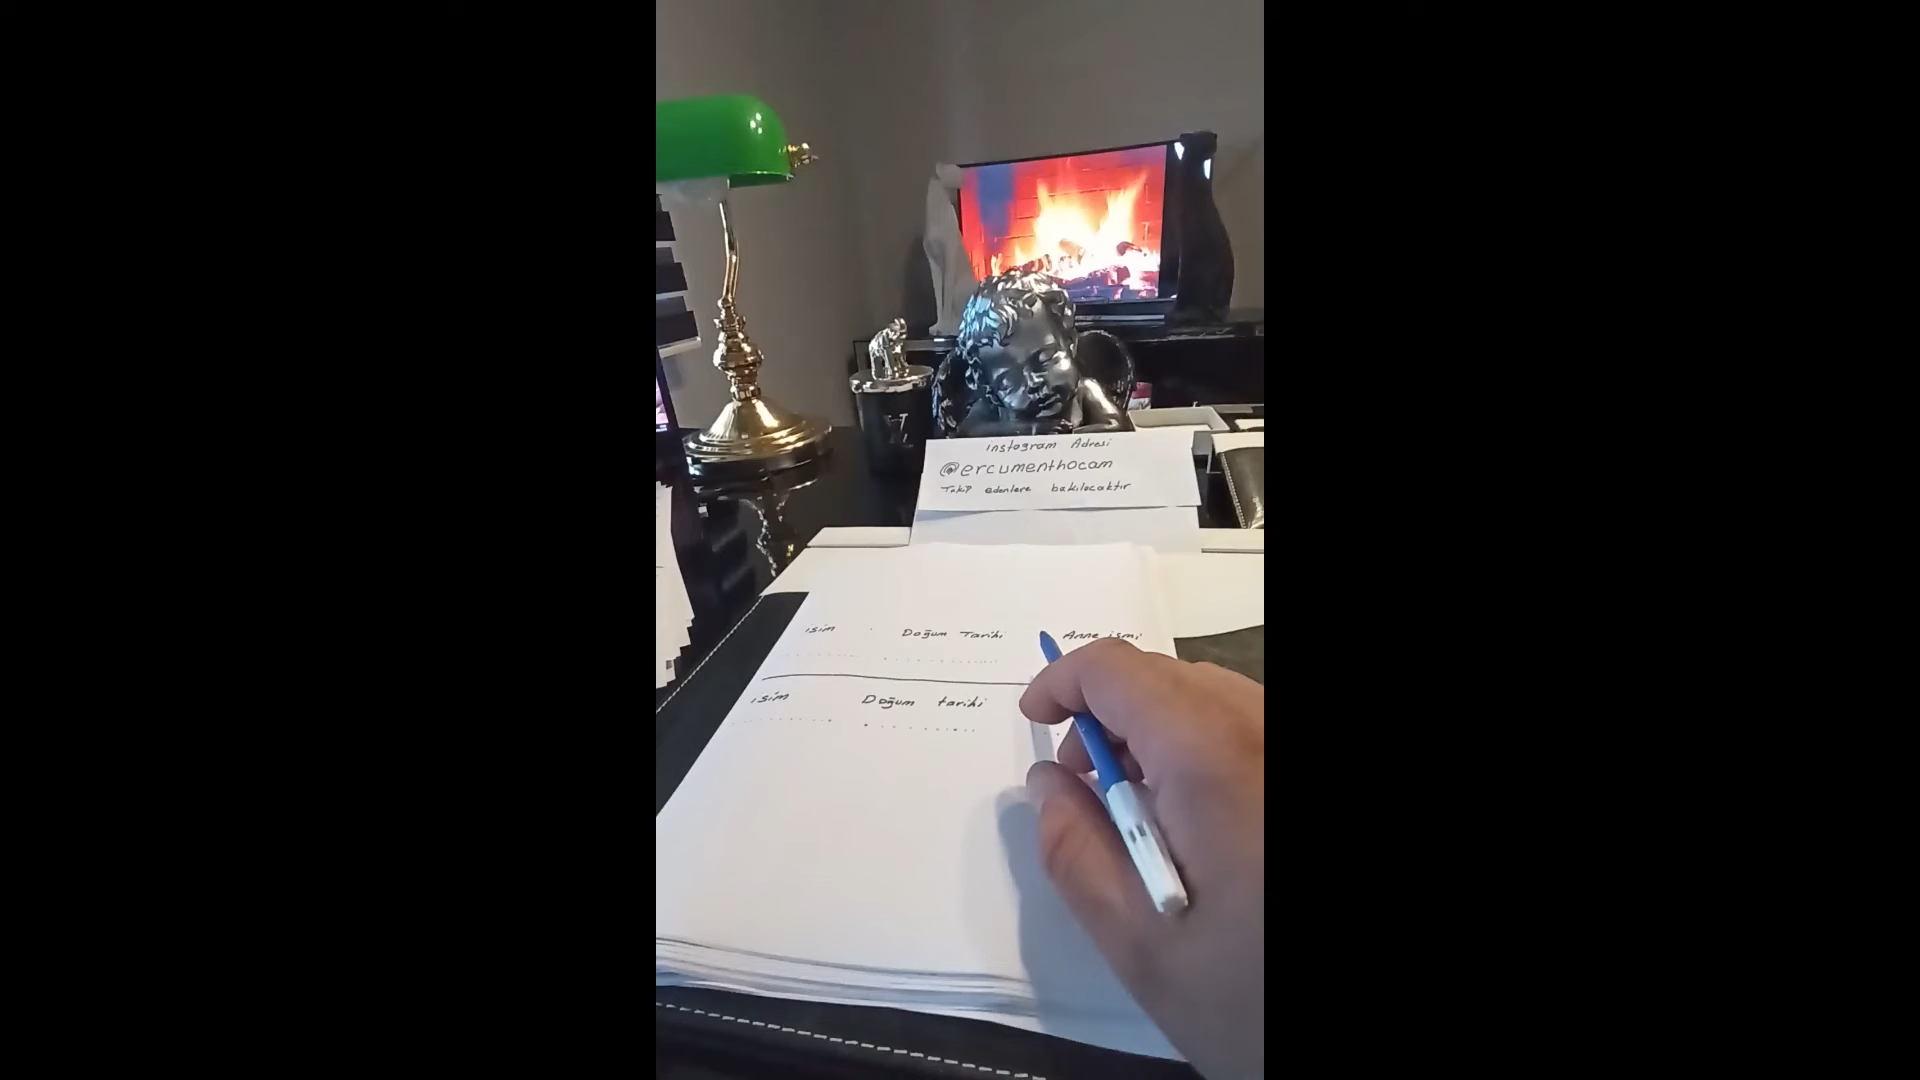 instagram Adresi
@ercumenthocam
Takip edenlere bakılacaktır
isim Doğum Tarihi Anne ismi
isim Doğum tarihi